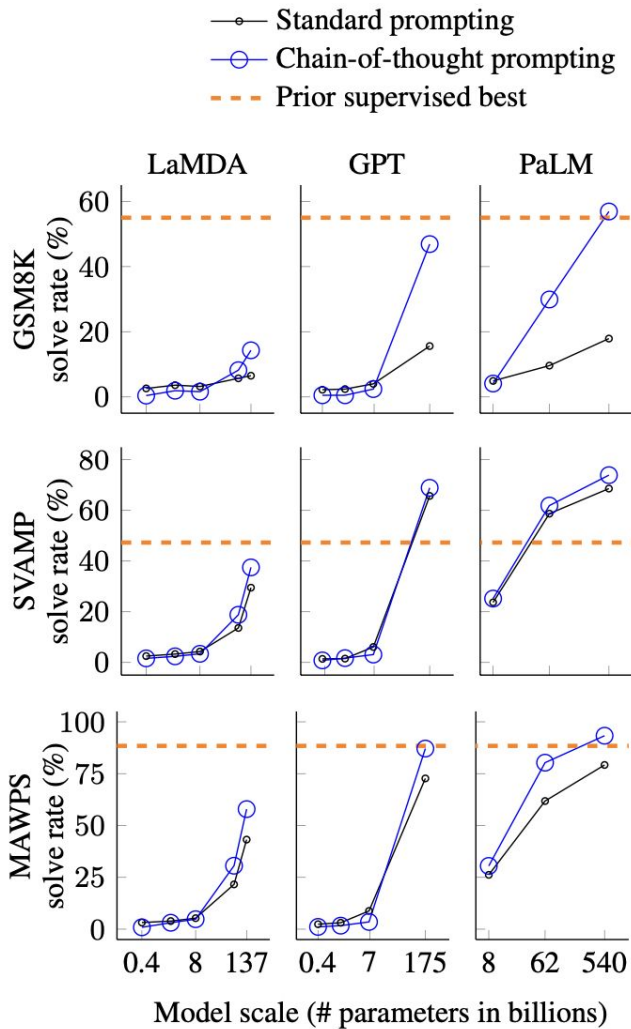 Standard prompting
Chain-of-thought prompting
Prior supervised best
LaMDA
GPT
PaLM
GSM8K
solve rate (%)
60
40
20
0
SVAMP
solve rate (%)
80
60
40
20
0
MAWPS
solve rate (%)
100
75
50
25
0
0.4 8 137
0.4 7 175
8 62 540
Model scale (# parameters in billions)